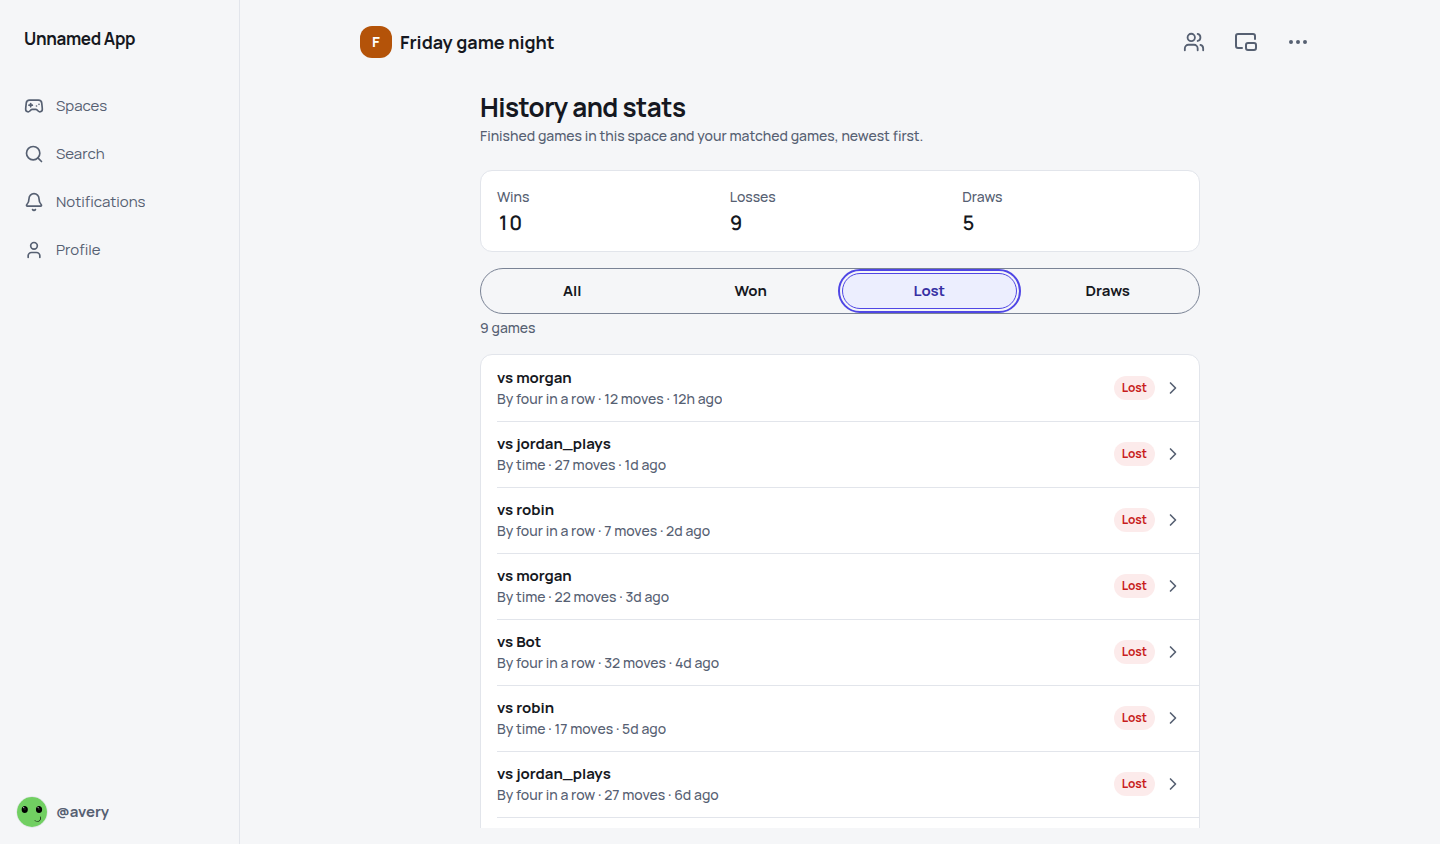 Unnamed App
Spaces
Search
Notifications
Profile
@avery
F Friday game night
History and stats
Finished games in this space and your matched games, newest first.
Wins Losses Draws
10 9 5
All Won Lost Draws
9 games
vs morgan
By four in a row · 12 moves · 12h ago
Lost
vs jordan_plays
By time · 27 moves · 1d ago
Lost
vs robin
By four in a row · 7 moves · 2d ago
Lost
vs morgan
By time · 22 moves · 3d ago
Lost
vs Bot
By four in a row · 32 moves · 4d ago
Lost
vs robin
By time · 17 moves · 5d ago
Lost
vs jordan_plays
By four in a row · 27 moves · 6d ago
Lost